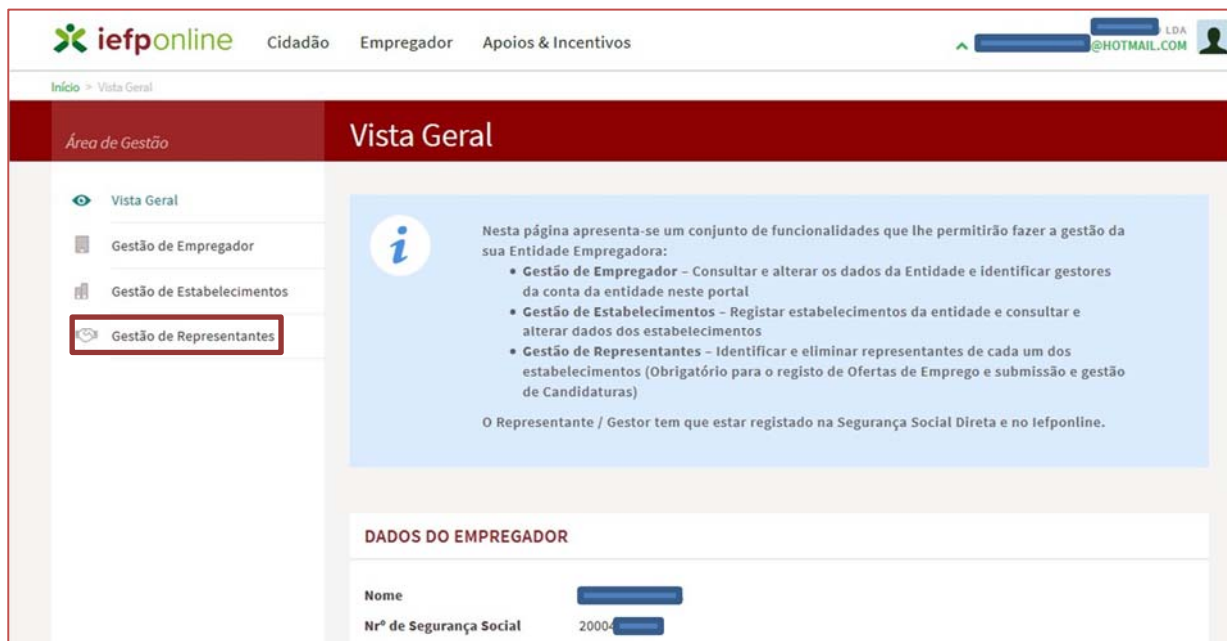 iefponline Cidadão Empregador Apoios & Incentivos
LDA
@HOTMAIL.COM
Início > Vista Geral
Área de Gestão
Vista Geral
Vista Geral
Gestão de Empregador
Gestão de Estabelecimentos
Gestão de Representantes
Nesta página apresenta-se um conjunto de funcionalidades que lhe permitirão fazer a gestão da
sua Entidade Empregadora:
• Gestão de Empregador – Consultar e alterar os dados da Entidade e identificar gestores
da conta da entidade neste portal
• Gestão de Estabelecimentos – Registar estabelecimentos da entidade e consultar e
alterar dados dos estabelecimentos
• Gestão de Representantes – Identificar e eliminar representantes de cada um dos
estabelecimentos (Obrigatório para o registo de Ofertas de Emprego e submissão e gestão
de Candidaturas)
O Representante / Gestor tem que estar registado na Segurança Social Direta e no Iefponline.
DADOS DO EMPREGADOR
Nome
Nrº de Segurança Social 20004